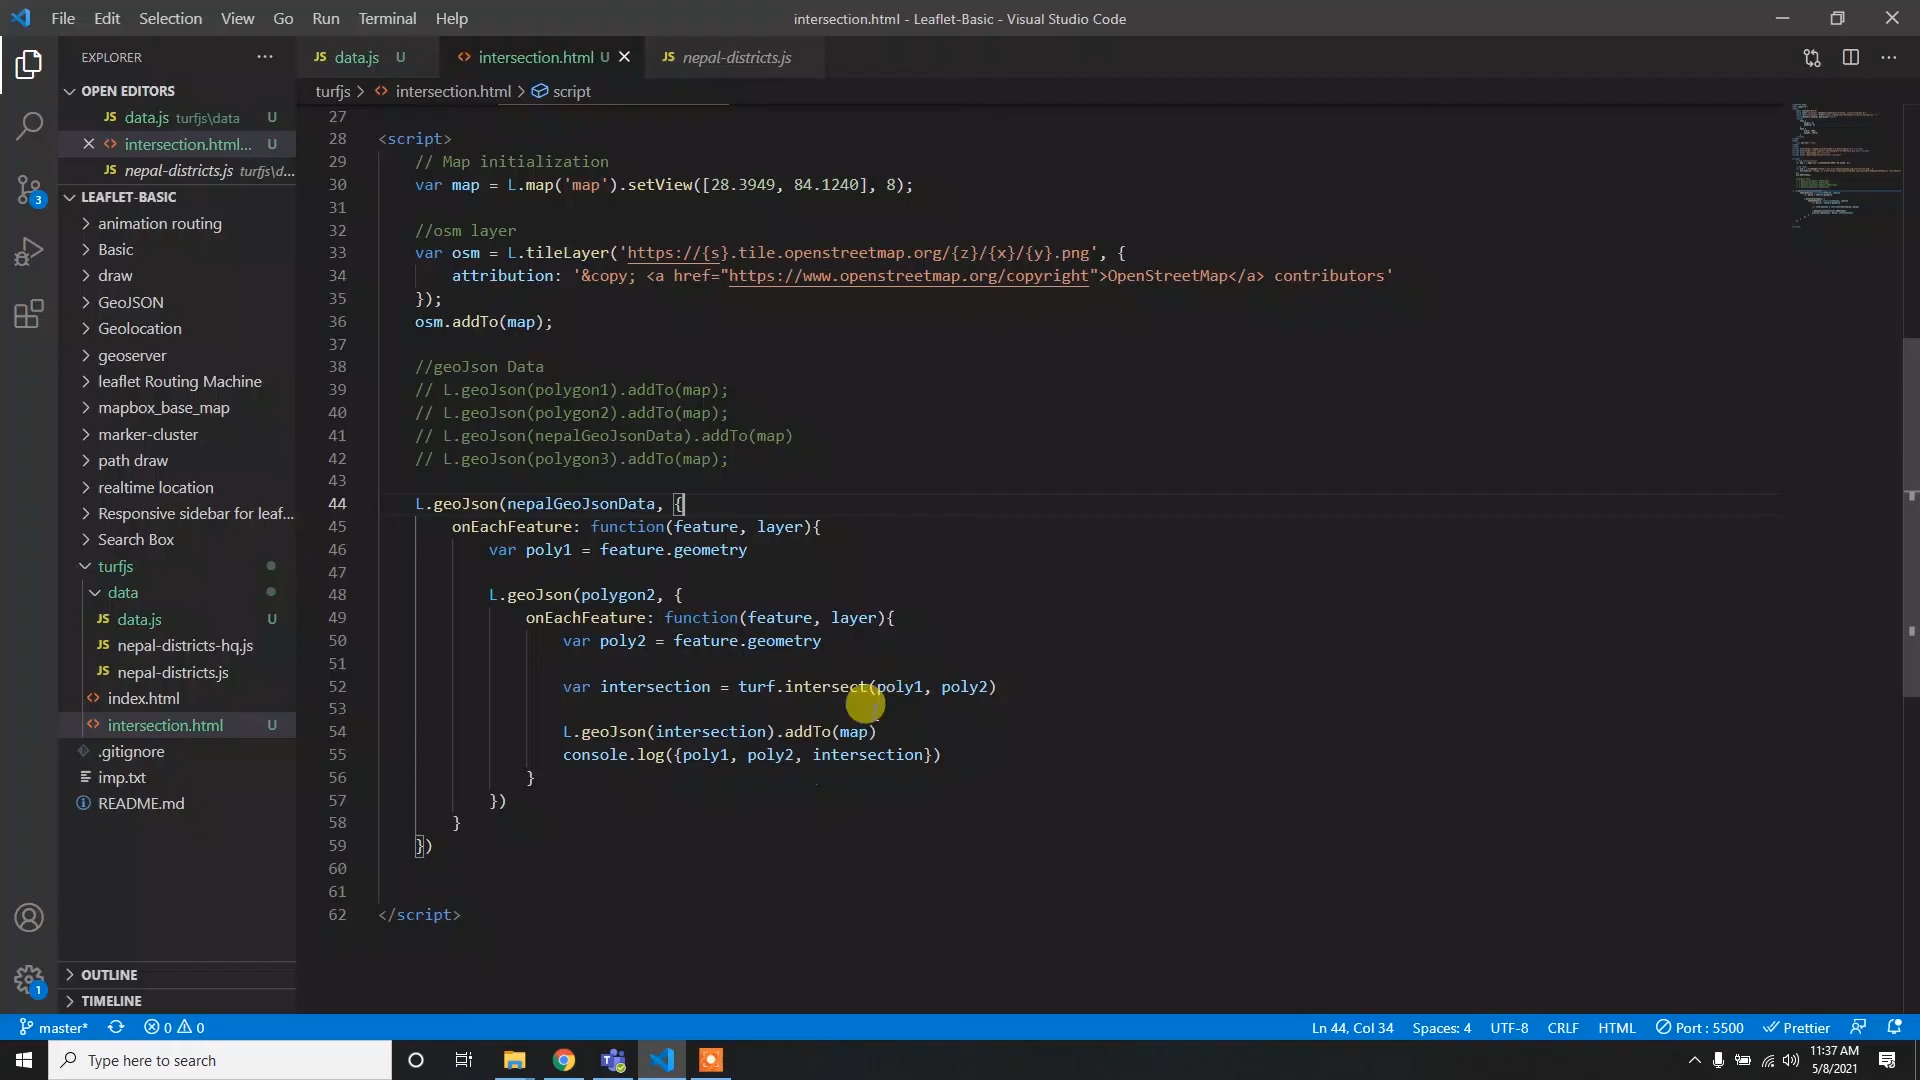 File Edit Selection View Go Run Terminal Help
intersection.html - Leaflet-Basic - Visual Studio Code
EXPLORER
OPEN EDITORS
JS data.js turfjs\data U
intersection.html... U
JS nepal-districts.js turfjs\d...
LEAFLET-BASIC
animation routing
Basic
draw
GeoJSON
Geolocation
geoserver
leaflet Routing Machine
mapbox_base_map
marker-cluster
path draw
realtime location
Responsive sidebar for leaf...
Search Box
turfjs
data
JS data.js U
JS nepal-districts-hq.js
JS nepal-districts.js
index.html
intersection.html U
.gitignore
imp.txt
README.md
OUTLINE
TIMELINE
3
1
JS data.js U
intersection.html U
JS nepal-districts.js
turfjs > intersection.html > script
27
28 <script>
29 // Map initialization
30 var map = L.map('map').setView([28.3949, 84.1240], 8);
31
32 //osm layer
33 var osm = L.tileLayer('https://{s}.tile.openstreetmap.org/{z}/{x}/{y}.png', {
34 attribution: '&copy; <a href="https://www.openstreetmap.org/copyright">OpenStreetMap</a> contributors'
35 });
36 osm.addTo(map);
37
38 //geoJson Data
39 // L.geoJson(polygon1).addTo(map);
40 // L.geoJson(polygon2).addTo(map);
41 // L.geoJson(nepalGeoJsonData).addTo(map)
42 // L.geoJson(polygon3).addTo(map);
43
44 L.geoJson(nepalGeoJsonData, {
45 onEachFeature: function(feature, layer){
46 var poly1 = feature.geometry
47
48 L.geoJson(polygon2, {
49 onEachFeature: function(feature, layer){
50 var poly2 = feature.geometry
51
52 var intersection = turf.intersect(poly1, poly2)
53
54 L.geoJson(intersection).addTo(map)
55 console.log({poly1, poly2, intersection})
56 }
57 })
58 }
59 })
60
61
62 </script>
master* 0 0
Ln 44, Col 34 Spaces: 4 UTF-8 CRLF HTML Port : 5500 Prettier
Type here to search
11:37 AM
5/8/2021